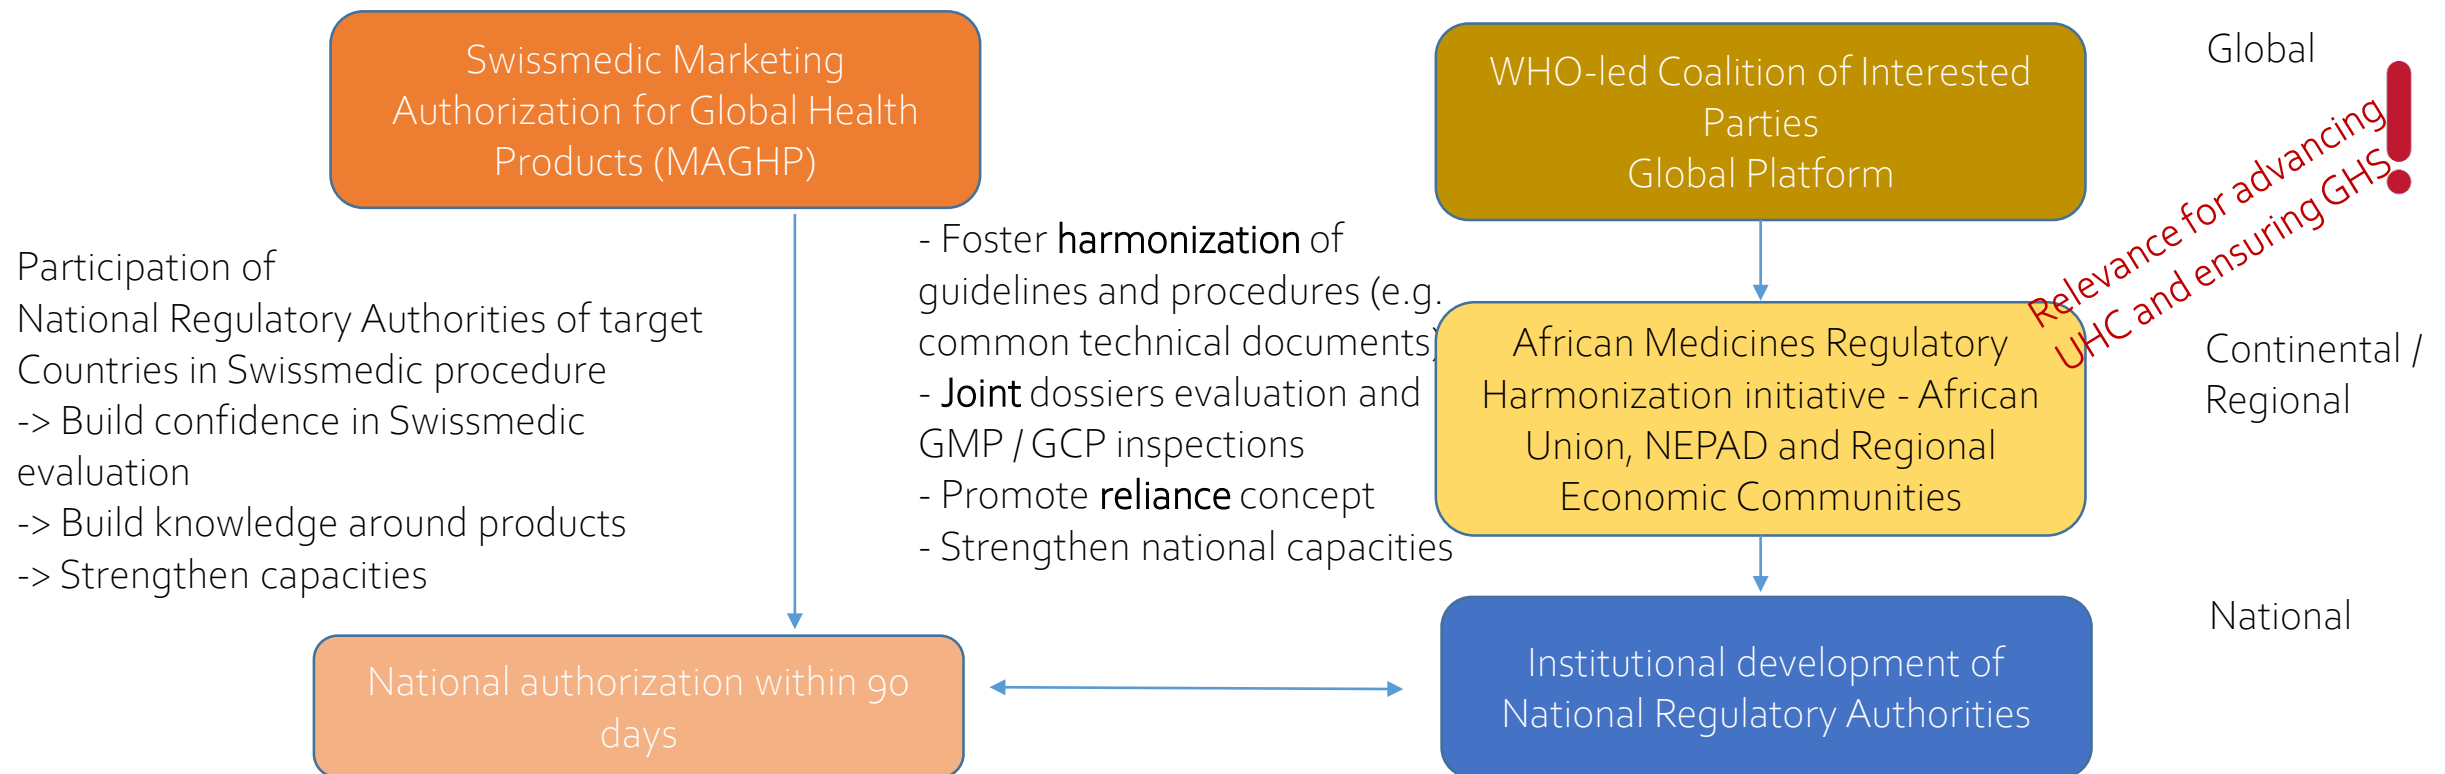 Swissmedic Marketing
Authorization for Global Health
Products (MAGHP)
WHO-led Coalition of Interested
Parties
Global Platform
Global
Relevance for advancing
UHC and ensuring GHS
Participation of
National Regulatory Authorities of target
Countries in Swissmedic procedure
-> Build confidence in Swissmedic
evaluation
-> Build knowledge around products
-> Strengthen capacities
- Foster harmonization of
guidelines and procedures (e.g.
common technical documents)
- Joint dossiers evaluation and
GMP / GCP inspections
- Promote reliance concept
- Strengthen national capacities
African Medicines Regulatory
Harmonization initiative - African
Union, NEPAD and Regional
Economic Communities
Continental /
Regional
National authorization within 90
days
Institutional development of
National Regulatory Authorities
National